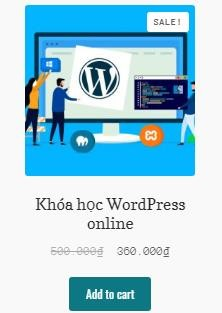 SALE!
Khóa học WordPress
online
500.000₫ 360.000₫
Add to cart